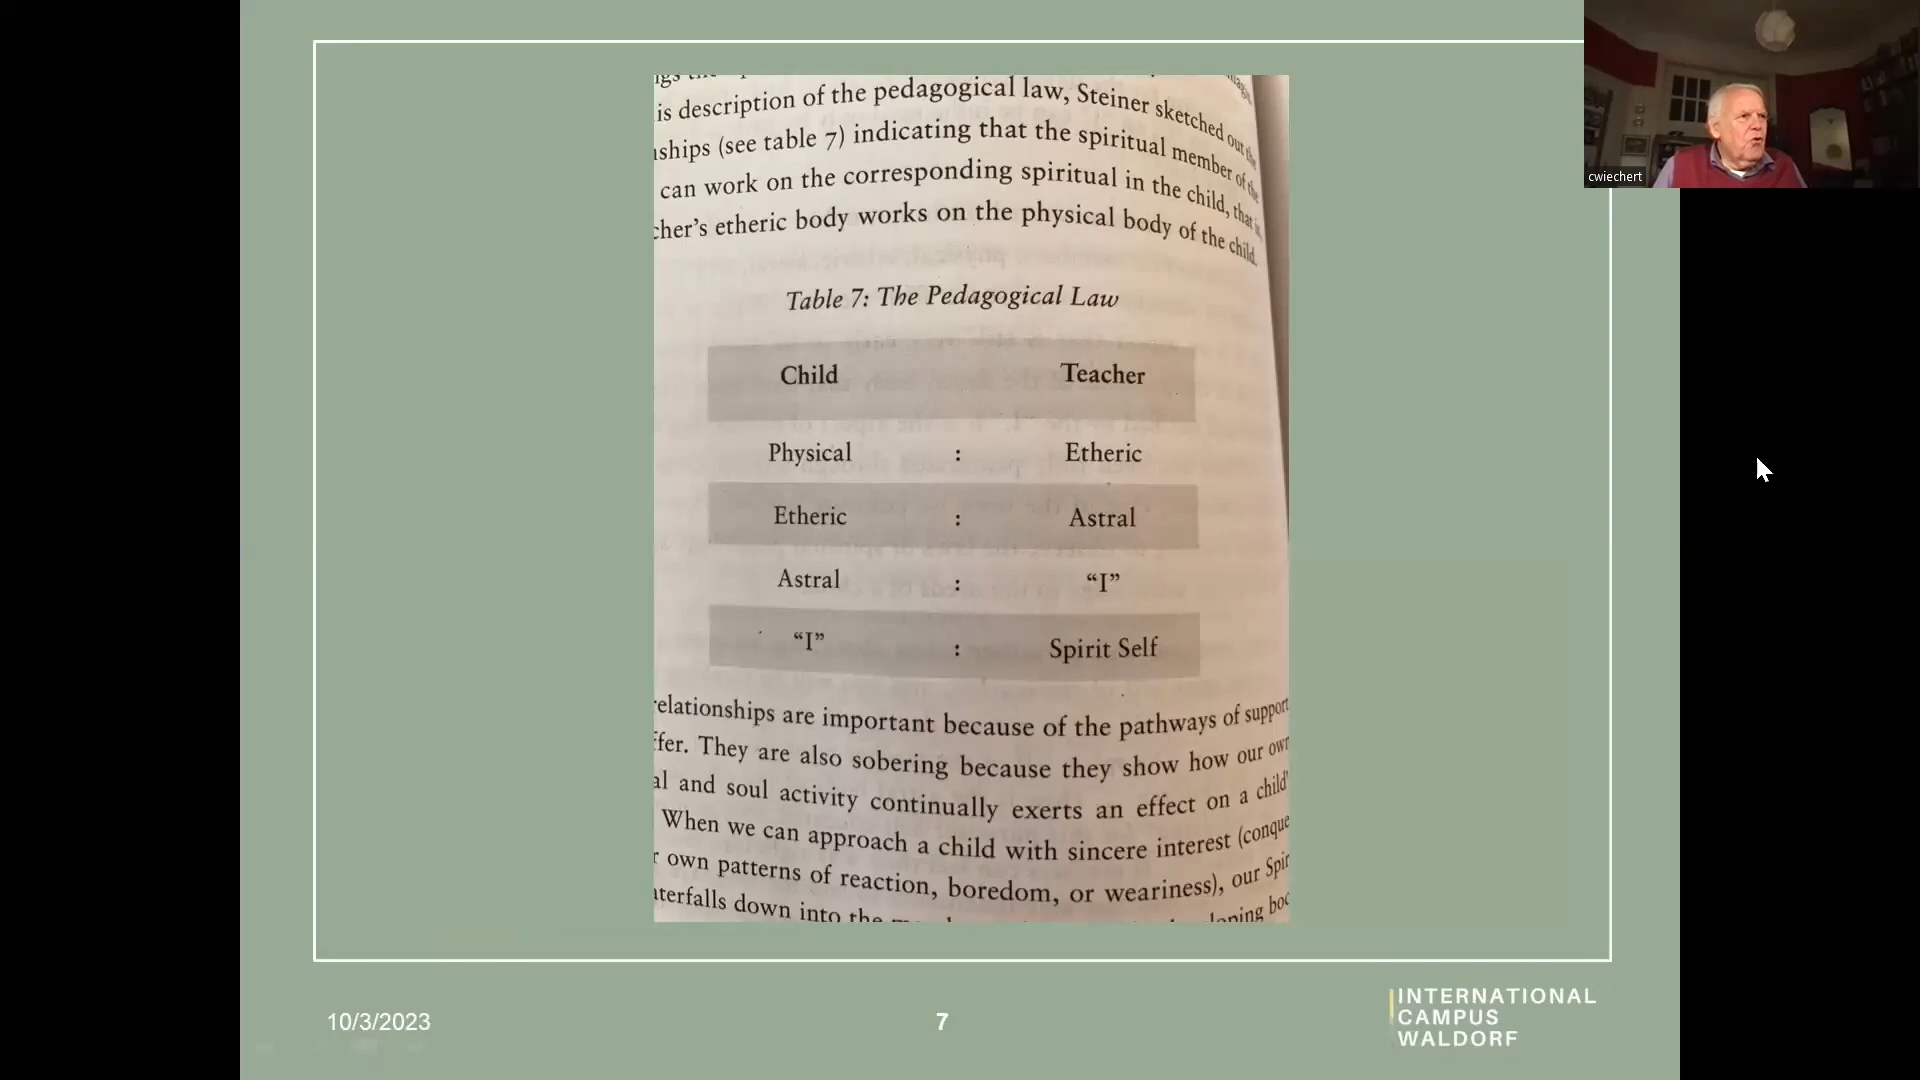 is description of the pedagogical law, Steiner sketched out the
ships (see table 7) indicating that the spiritual member of the
can work on the corresponding spiritual in the child, that
cher's etheric body works on the physical body of the child.
Table 7: The Pedagogical Law
Child Teacher
Physical : Etheric
Etheric : Astral
Astral : “I”
“I” : Spirit Self
elationships are important because of the pathways of support
fer. They are also sobering because they show how our own
al and soul activity continually exerts an effect on a child'
When we can approach a child with sincere interest (conque
r own patterns of reaction, boredom, or weariness), our Spir
aterfalls down into the
cwiechert
10/3/2023
7
INTERNATIONAL
CAMPUS
WALDORF